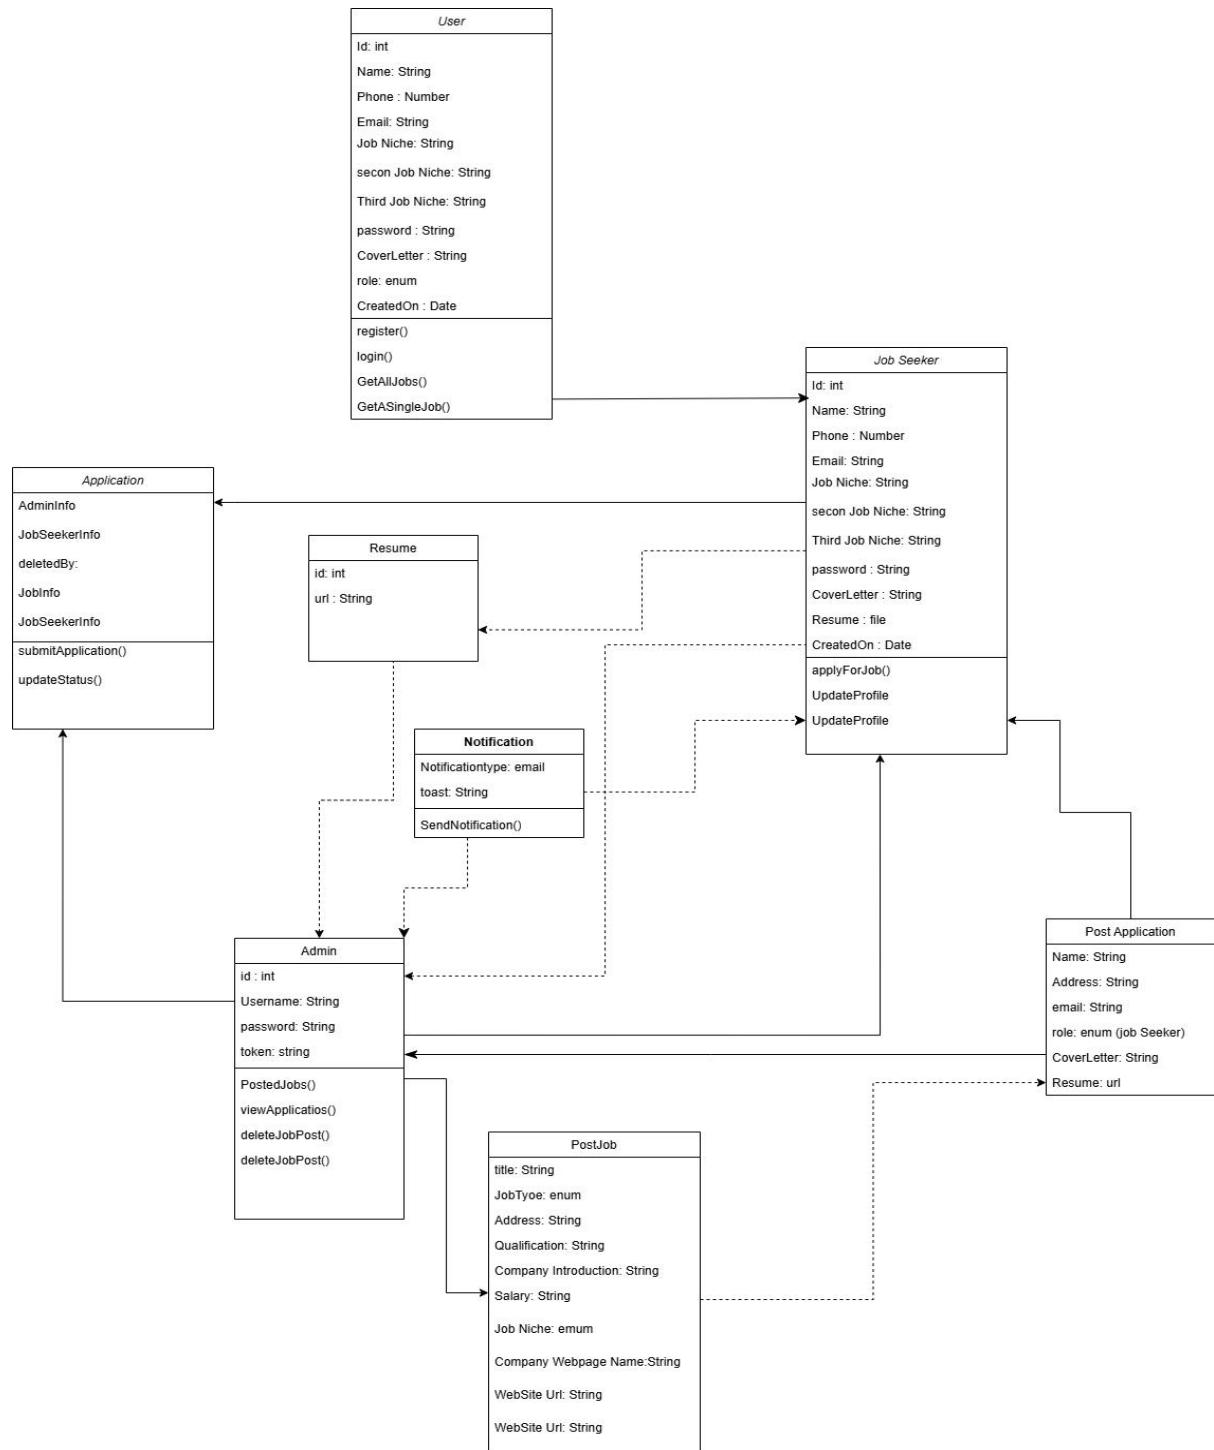 User
Id: int
Name: String
Phone : Number
Email: String
Job Niche: String
secon Job Niche: String
Third Job Niche: String
password : String
CoverLetter : String
role: enum
CreatedOn : Date
register()
login()
GetAllJobs()
GetASingleJob()
Job Seeker
Id: int
Name: String
Phone : Number
Email: String
Job Niche: String
secon Job Niche: String
Third Job Niche: String
password : String
CoverLetter : String
Resume : file
CreatedOn : Date
applyForJob()
UpdateProfile
UpdateProfile
Application
AdminInfo
JobSeekerInfo
deletedBy:
JobInfo
JobSeekerInfo
submitApplication()
updateStatus()
Resume
id: int
url : String
Notification
Notificationtype: email
toast: String
SendNotification()
Admin
id : int
Username: String
password: String
token: string
PostedJobs()
viewApplicatios()
deleteJobPost()
deleteJobPost()
Post Application
Name: String
Address: String
email: String
role: enum (job Seeker)
CoverLetter: String
Resume: url
PostJob
title: String
JobTyoe: enum
Address: String
Qualification: String
Company Introduction: String
Salary: String
Job Niche: emum
Company Webpage Name:String
WebSite Url: String
WebSite Url: String